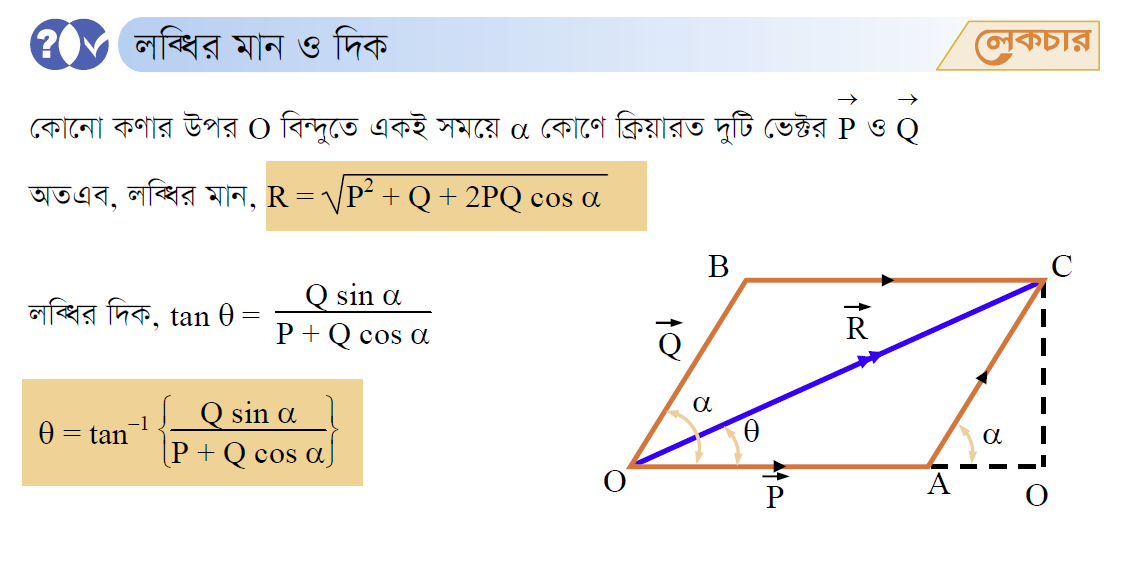 লব্ধির মান ও দিক
লেকচার
কোনো কণার উপর O বিন্দুতে একই সময়ে α কোণে ক্রিয়ারত দুটি ভেক্টর P⃗ ও Q⃗
অতএব, লব্ধির মান, R = √(P² + Q + 2PQ cos α)
লব্ধির দিক, tan θ = (Q sin α)/(P + Q cos α)
θ = tan⁻¹ {(Q sin α)/(P + Q cos α)}
B
C
R⃗
Q⃗
α
θ
α
O
P⃗
A
O